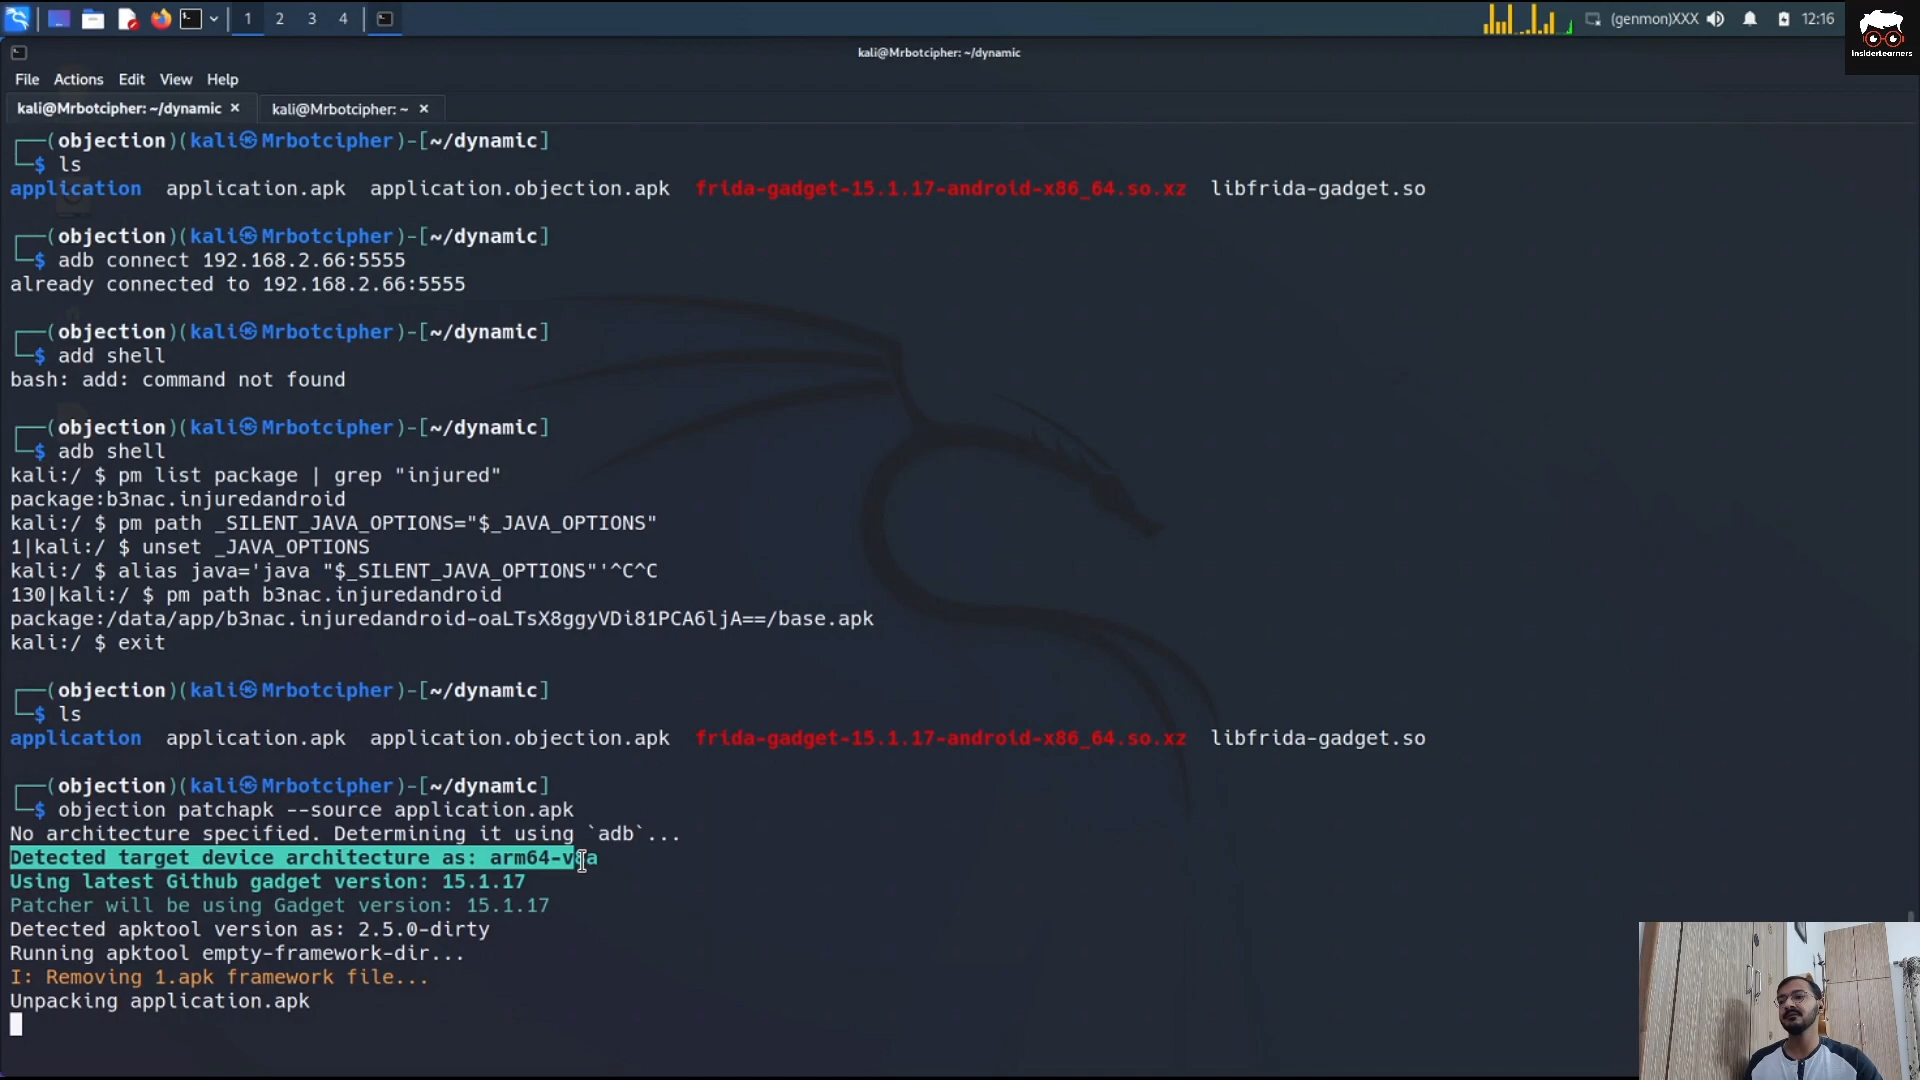 1 2 3 4 (genmon)XXX 12:16
InsiderLearners
kali@Mrbotcipher: ~/dynamic
File Actions Edit View Help
kali@Mrbotcipher: ~/dynamic × kali@Mrbotcipher: ~ ×
(objection)(kali㉿Mrbotcipher)-[~/dynamic]
$ ls
application application.apk application.objection.apk frida-gadget-15.1.17-android-x86_64.so.xz libfrida-gadget.so
(objection)(kali㉿Mrbotcipher)-[~/dynamic]
$ adb connect 192.168.2.66:5555
already connected to 192.168.2.66:5555
(objection)(kali㉿Mrbotcipher)-[~/dynamic]
$ add shell
bash: add: command not found
(objection)(kali㉿Mrbotcipher)-[~/dynamic]
$ adb shell
kali:/ $ pm list package | grep "injured"
package:b3nac.injuredandroid
kali:/ $ pm path _SILENT_JAVA_OPTIONS="$_JAVA_OPTIONS"
1|kali:/ $ unset _JAVA_OPTIONS
kali:/ $ alias java='java "$_SILENT_JAVA_OPTIONS"'^C^C
130|kali:/ $ pm path b3nac.injuredandroid
package:/data/app/b3nac.injuredandroid-oaLTsX8ggyVDi81PCA6ljA==/base.apk
kali:/ $ exit
(objection)(kali㉿Mrbotcipher)-[~/dynamic]
$ ls
application application.apk application.objection.apk frida-gadget-15.1.17-android-x86_64.so.xz libfrida-gadget.so
(objection)(kali㉿Mrbotcipher)-[~/dynamic]
$ objection patchapk --source application.apk
No architecture specified. Determining it using `adb`...
Detected target device architecture as: arm64-v8a
Using latest Github gadget version: 15.1.17
Patcher will be using Gadget version: 15.1.17
Detected apktool version as: 2.5.0-dirty
Running apktool empty-framework-dir...
I: Removing 1.apk framework file...
Unpacking application.apk